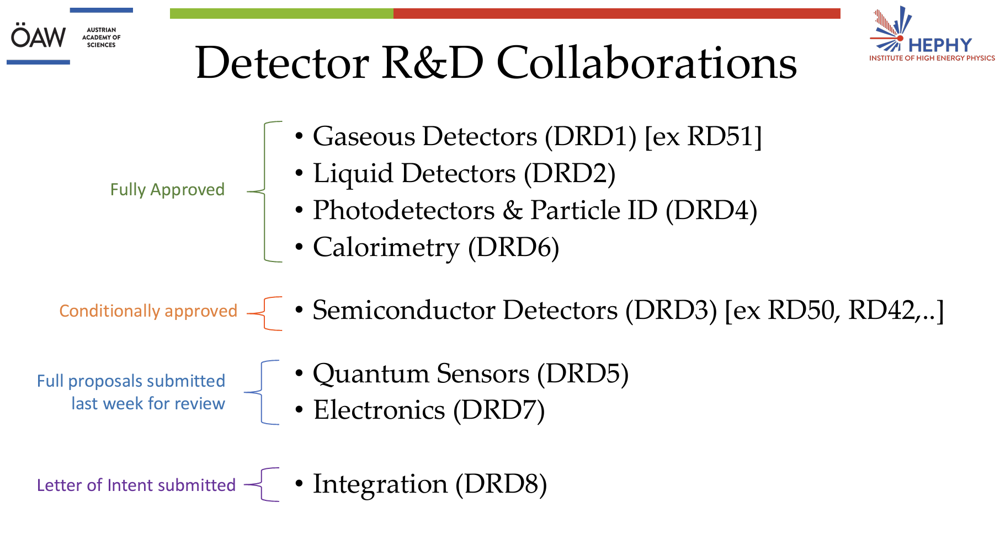 ÖAW
AUSTRIAN
ACADEMY OF
SCIENCES
HEPHY
INSTITUTE OF HIGH ENERGY PHYSICS
Detector R&D Collaborations
Fully Approved
• Gaseous Detectors (DRD1) [ex RD51]
• Liquid Detectors (DRD2)
• Photodetectors & Particle ID (DRD4)
• Calorimetry (DRD6)
Conditionally approved
• Semiconductor Detectors (DRD3) [ex RD50, RD42,..]
Full proposals submitted
last week for review
• Quantum Sensors (DRD5)
• Electronics (DRD7)
Letter of Intent submitted
• Integration (DRD8)